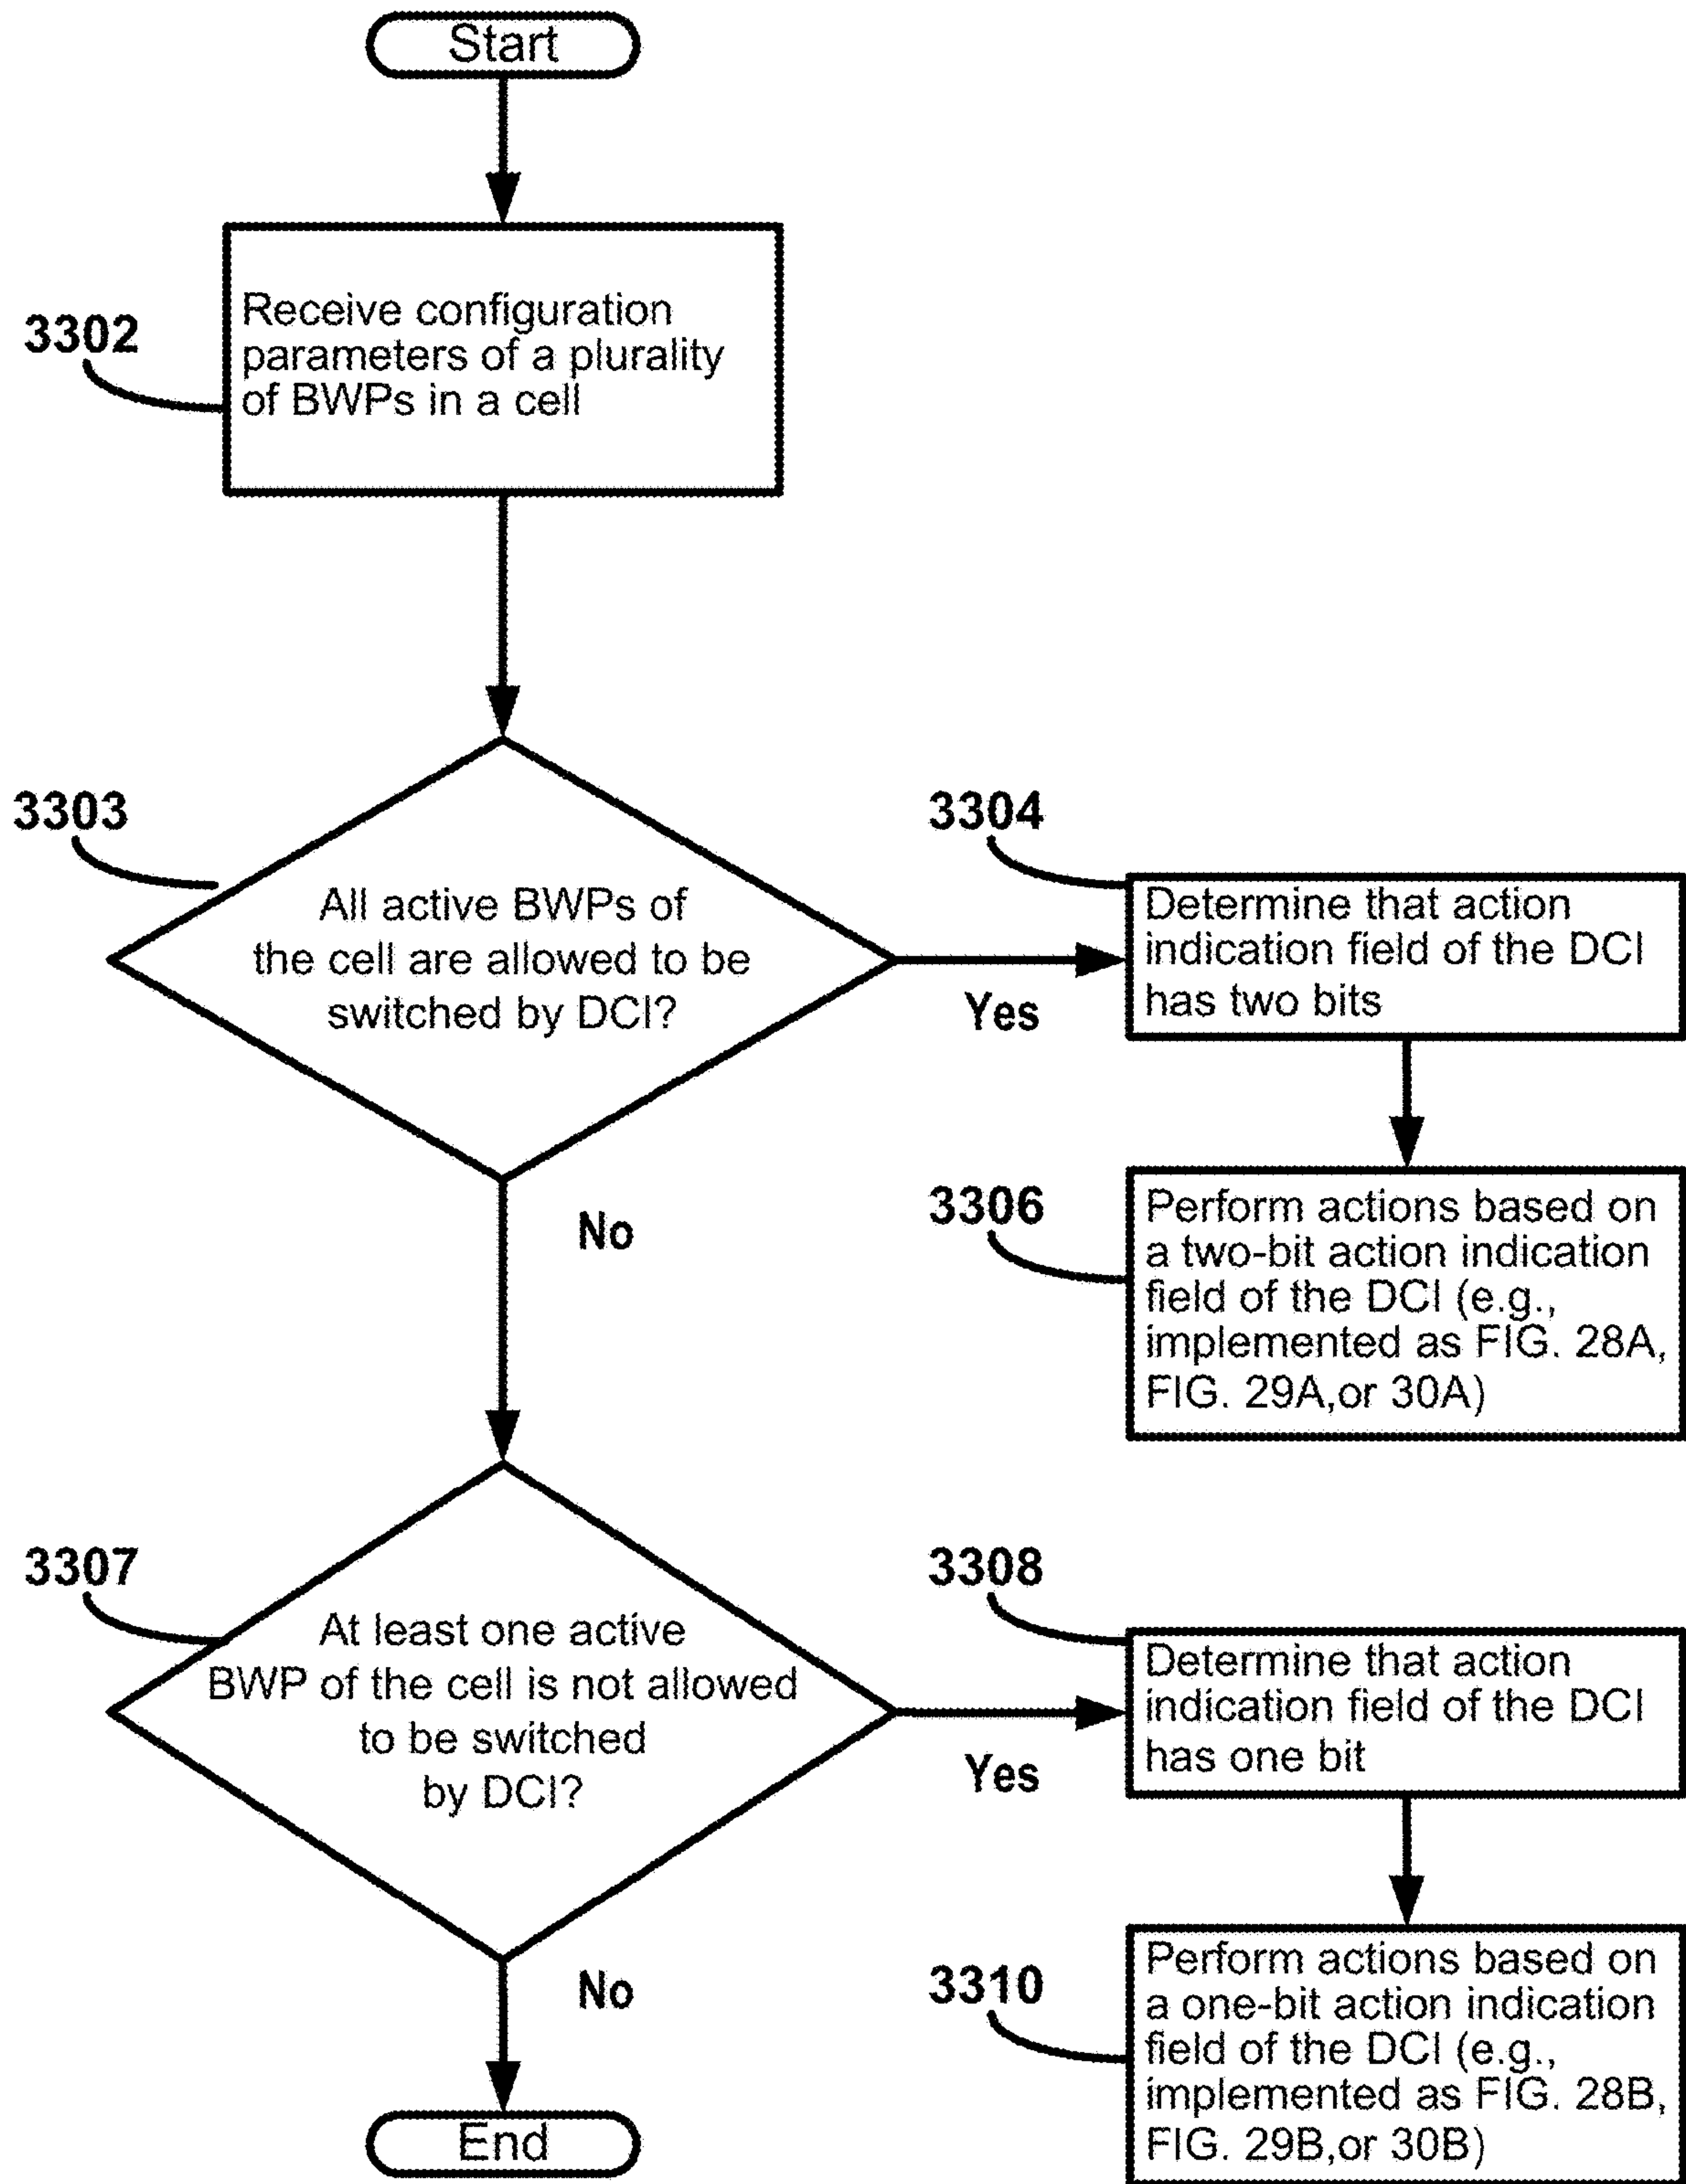 Start
3302
Receive configuration
parameters of a plurality
of BWPs in a cell
3303
All active BWPs of
the cell are allowed to be
switched by DCI?
Yes
No
3304
Determine that action
indication field of the DCI
has two bits
3306
Perform actions based on
a two-bit action indication
field of the DCI (e.g.,
implemented as FIG. 28A,
FIG. 29A,or 30A)
3307
At least one active
BWP of the cell is not allowed
to be switched
by DCI?
Yes
No
3308
Determine that action
indication field of the DCI
has one bit
3310
Perform actions based on
a one-bit action indication
field of the DCI (e.g.,
implemented as FIG. 28B,
FIG. 29B,or 30B)
End